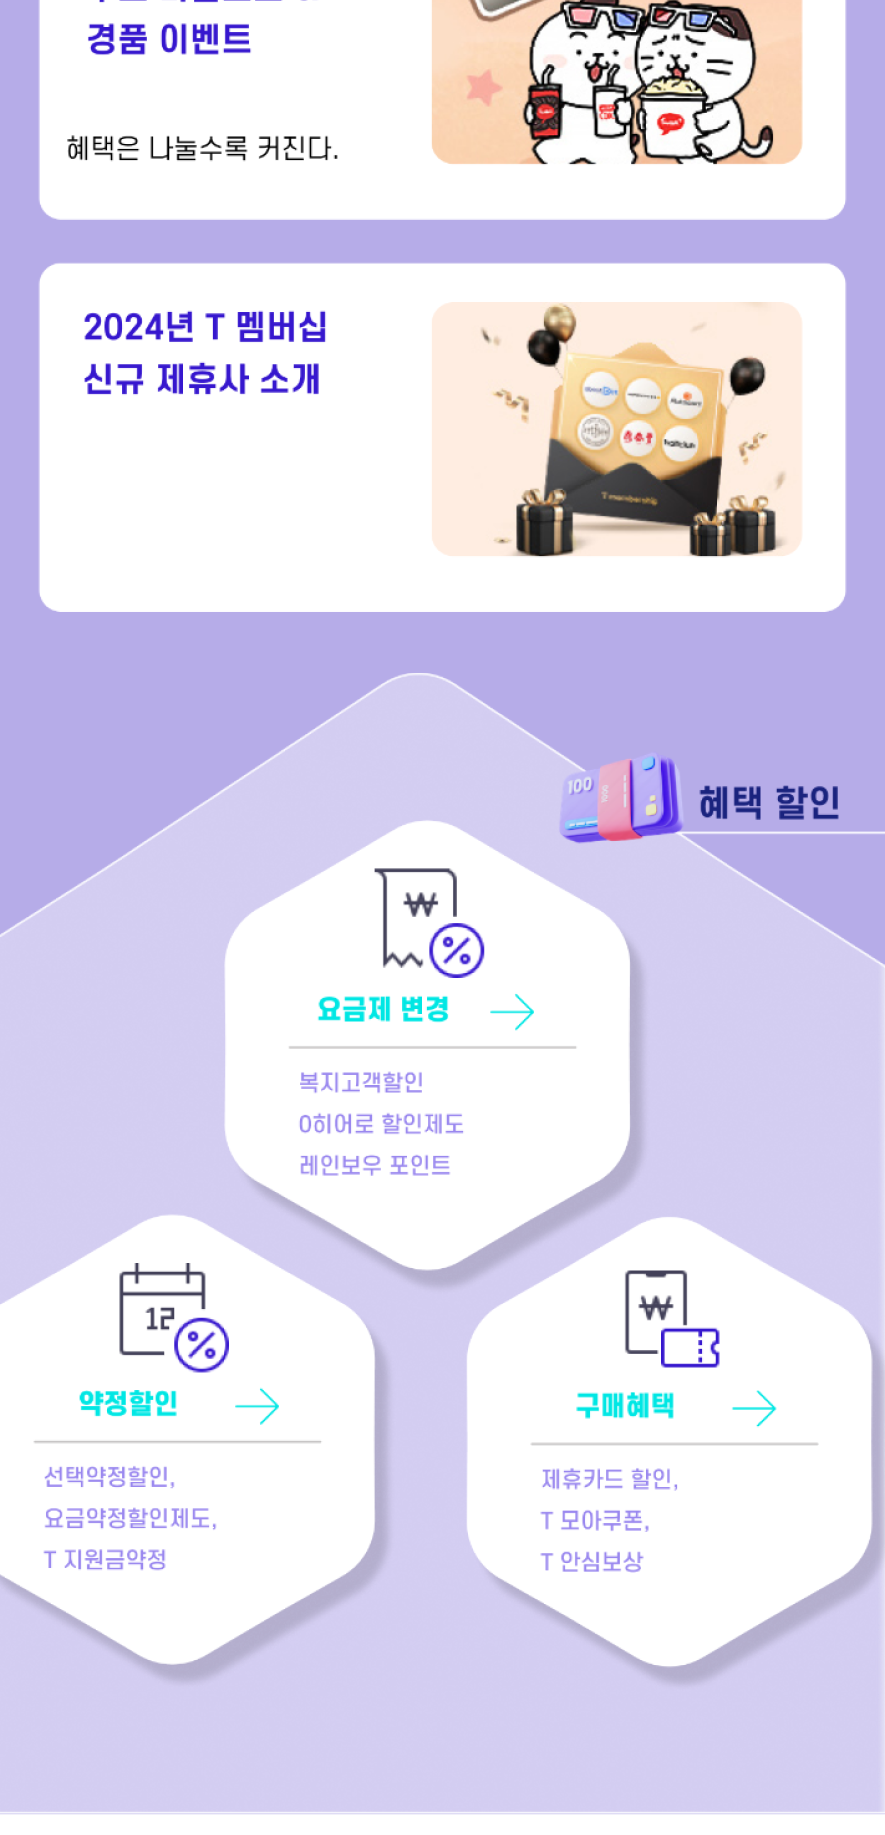 경품 이벤트
혜택은 나눌수록 커진다.
2024년 T 멤버십
신규 제휴사 소개
T membership
100
혜택 할인
요금제 변경
복지고객할인
0히어로 할인제도
레인보우 포인트
12
약정할인
선택약정할인,
요금약정할인제도,
T 지원금약정
구매혜택
제휴카드 할인,
T 모아쿠폰,
T 안심보상